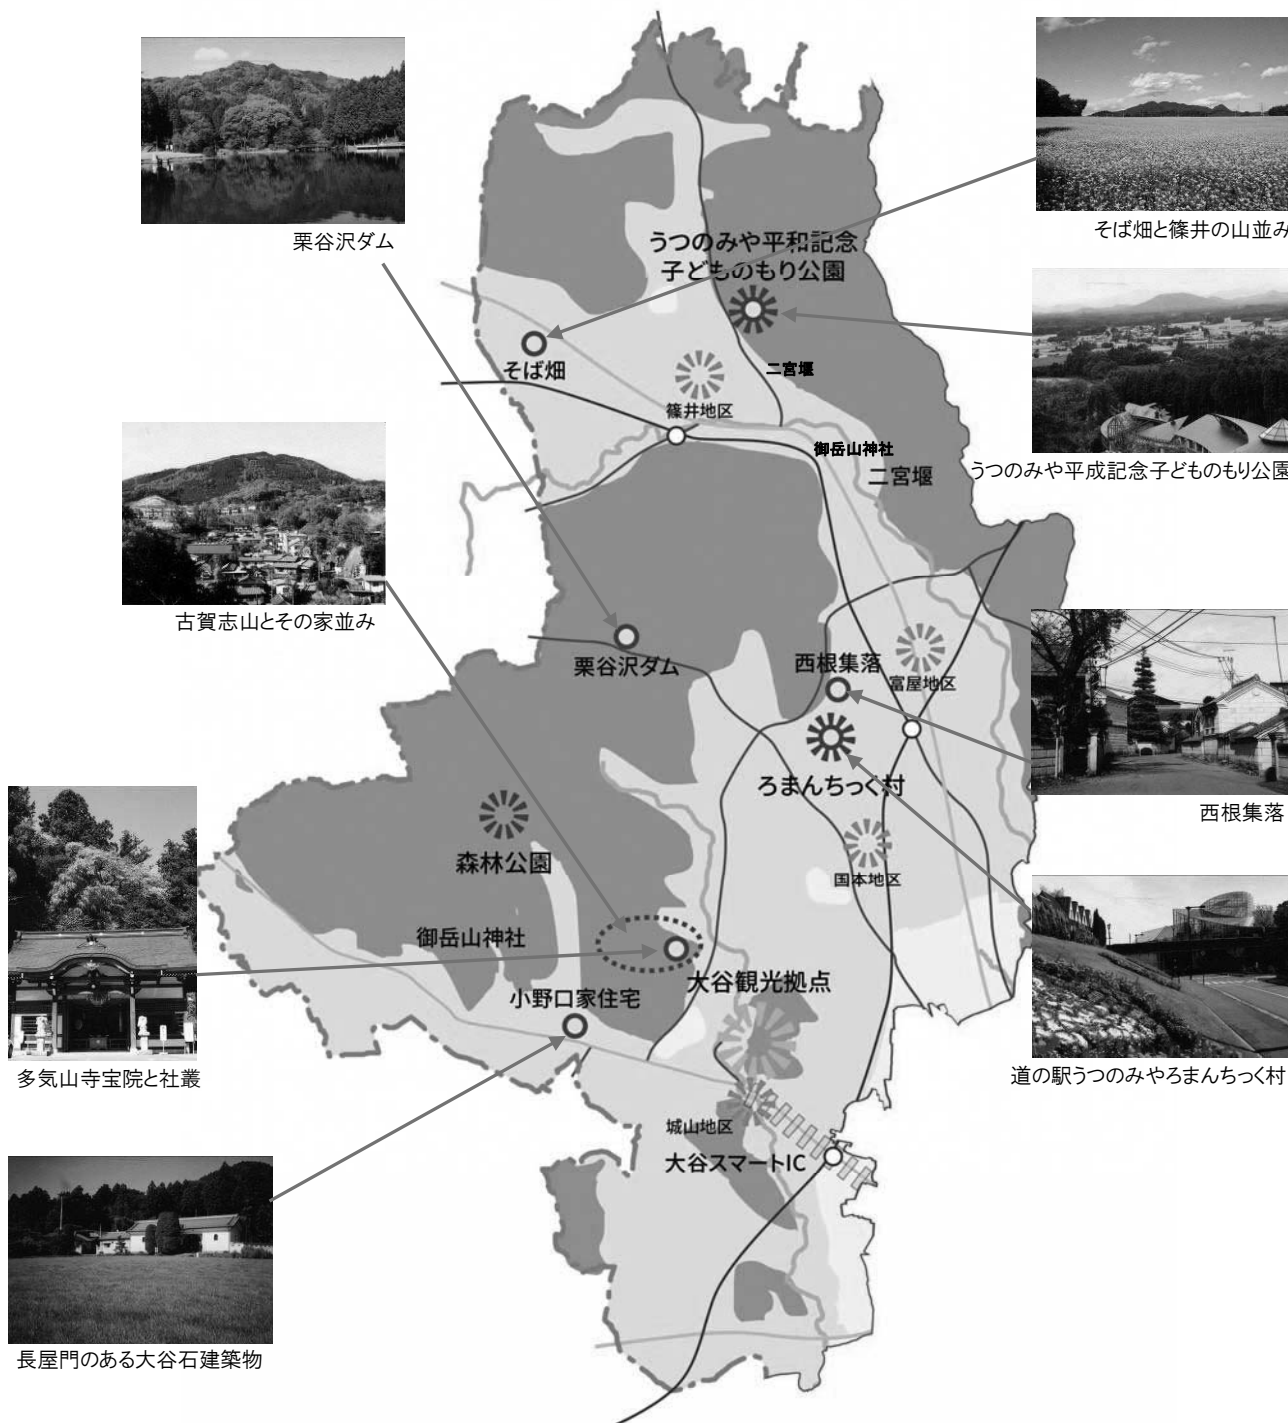 栗谷沢ダム
そば畑と篠井の山並み
うつのみや平和記念
子どものもり公園
そば畑
二宮堰
篠井地区
御岳山神社
二宮堰
うつのみや平成記念子どものもり公園
古賀志山とその家並み
栗谷沢ダム
西根集落
富屋地区
ろまんちっく村
西根集落
森林公園
国本地区
御岳山神社
大谷観光拠点
小野口家住宅
多気山寺宝院と社叢
道の駅うつのみやろまんちっく村
城山地区
大谷スマートIC
長屋門のある大谷石建築物